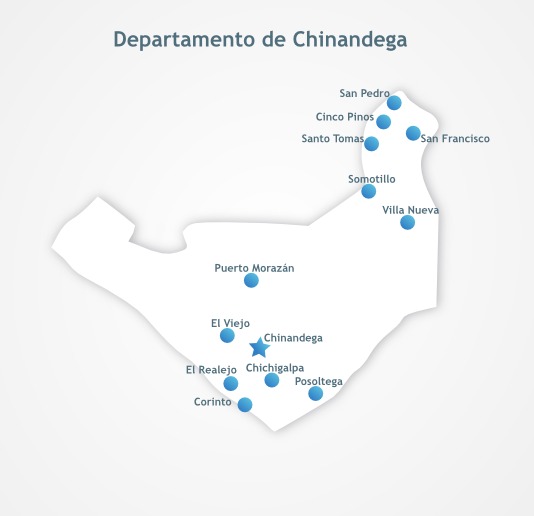 Departamento de Chinandega
San Pedro
Cinco Pinos
Santo Tomas
San Francisco
Somotillo
Villa Nueva
Puerto Morazán
El Viejo
Chinandega
El Realejo
Chichigalpa
Posoltega
Corinto